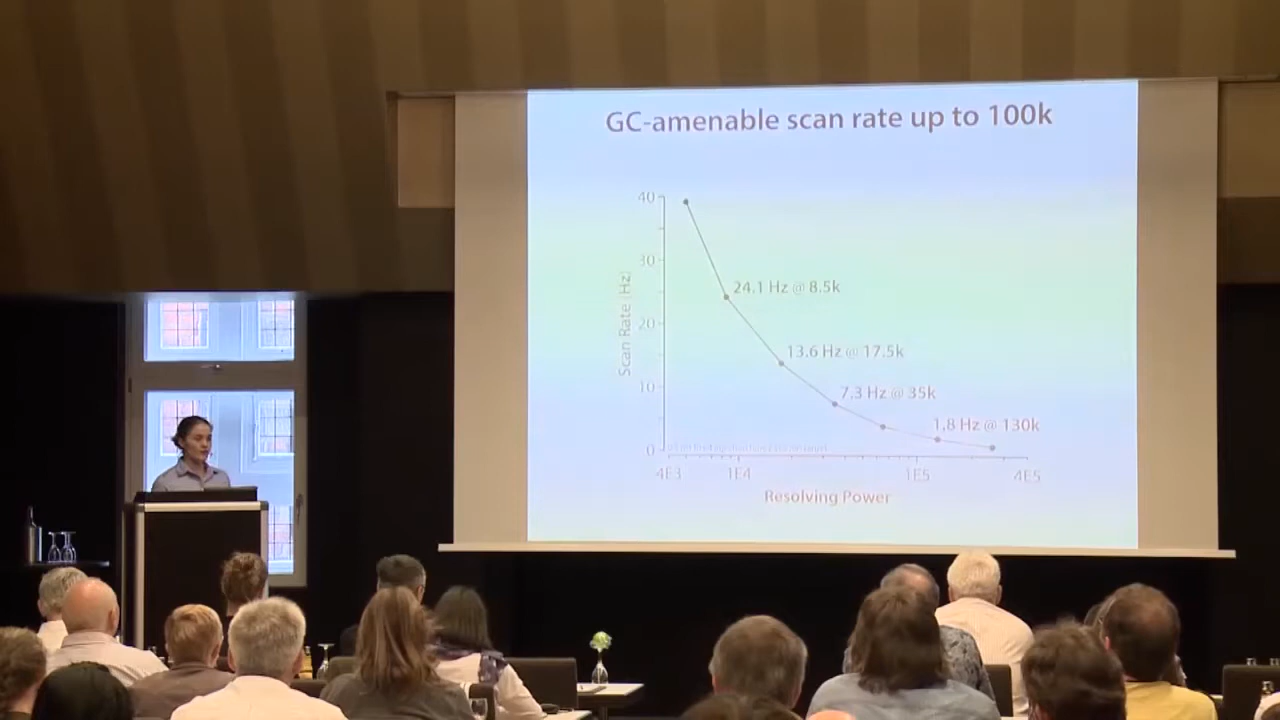 GC-amenable scan rate up to 100k
40
30
20
10
0
Scan Rate (Hz)
24.1 Hz @ 8.5k
13.6 Hz @ 17.5k
7.3 Hz @ 35k
1.8 Hz @ 130k
4E3
1E4
1E5
4E5
Resolving Power